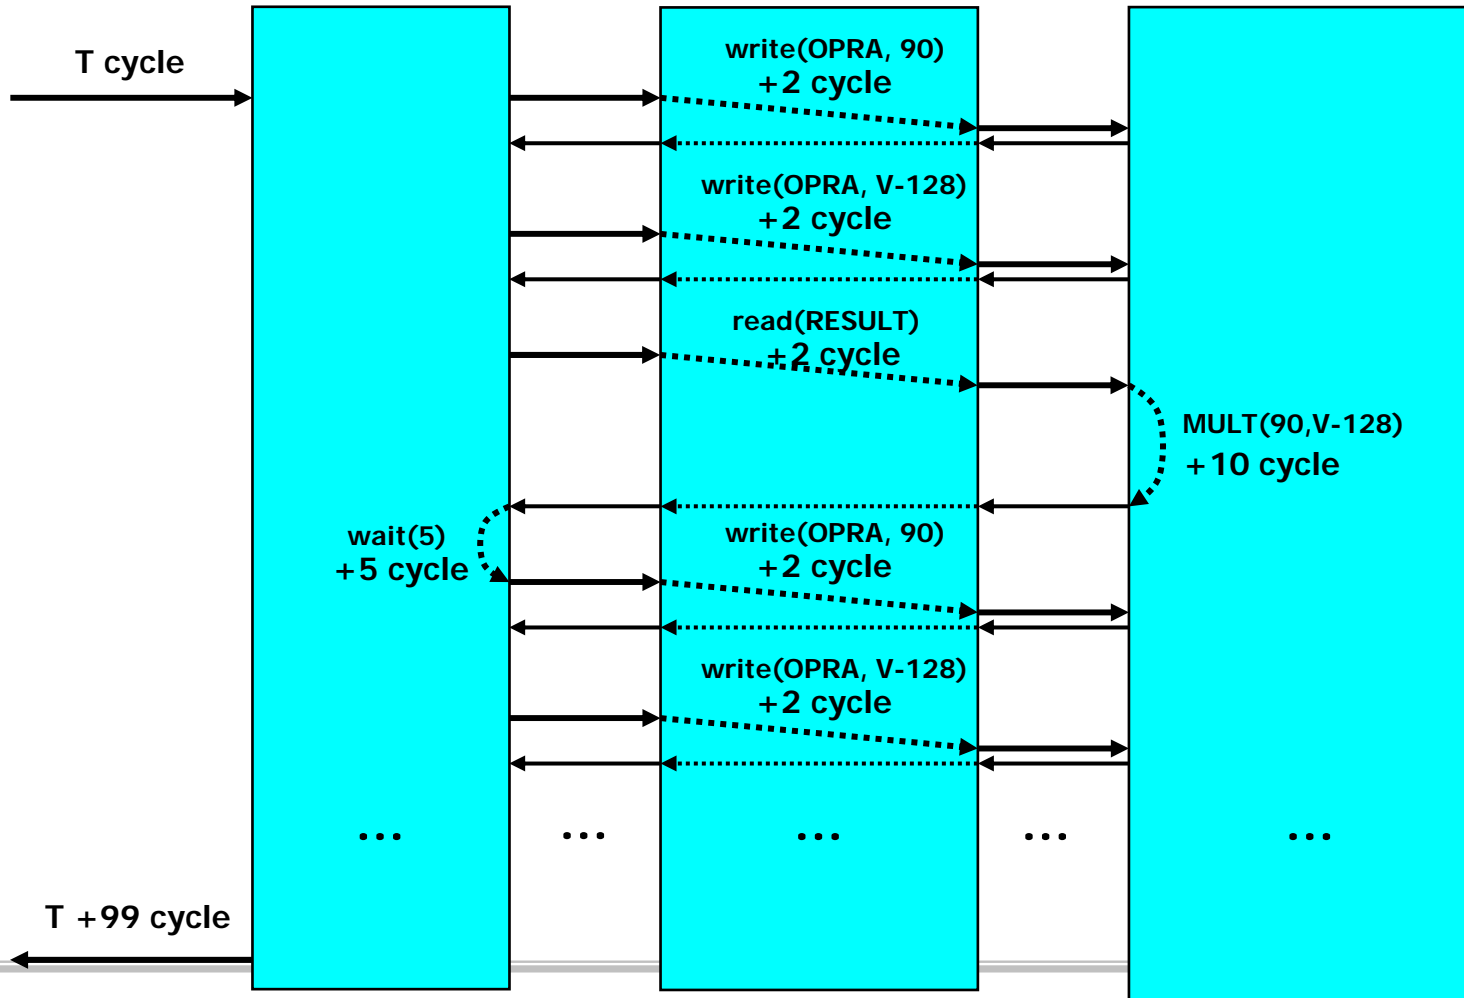 T cycle
write(OPRA, 90)
+2 cycle
write(OPRA, V-128)
+2 cycle
read(RESULT)
+2 cycle
MULT(90,V-128)
+10 cycle
wait(5)
+5 cycle
write(OPRA, 90)
+2 cycle
write(OPRA, V-128)
+2 cycle
... ... ... ... ...
T +99 cycle